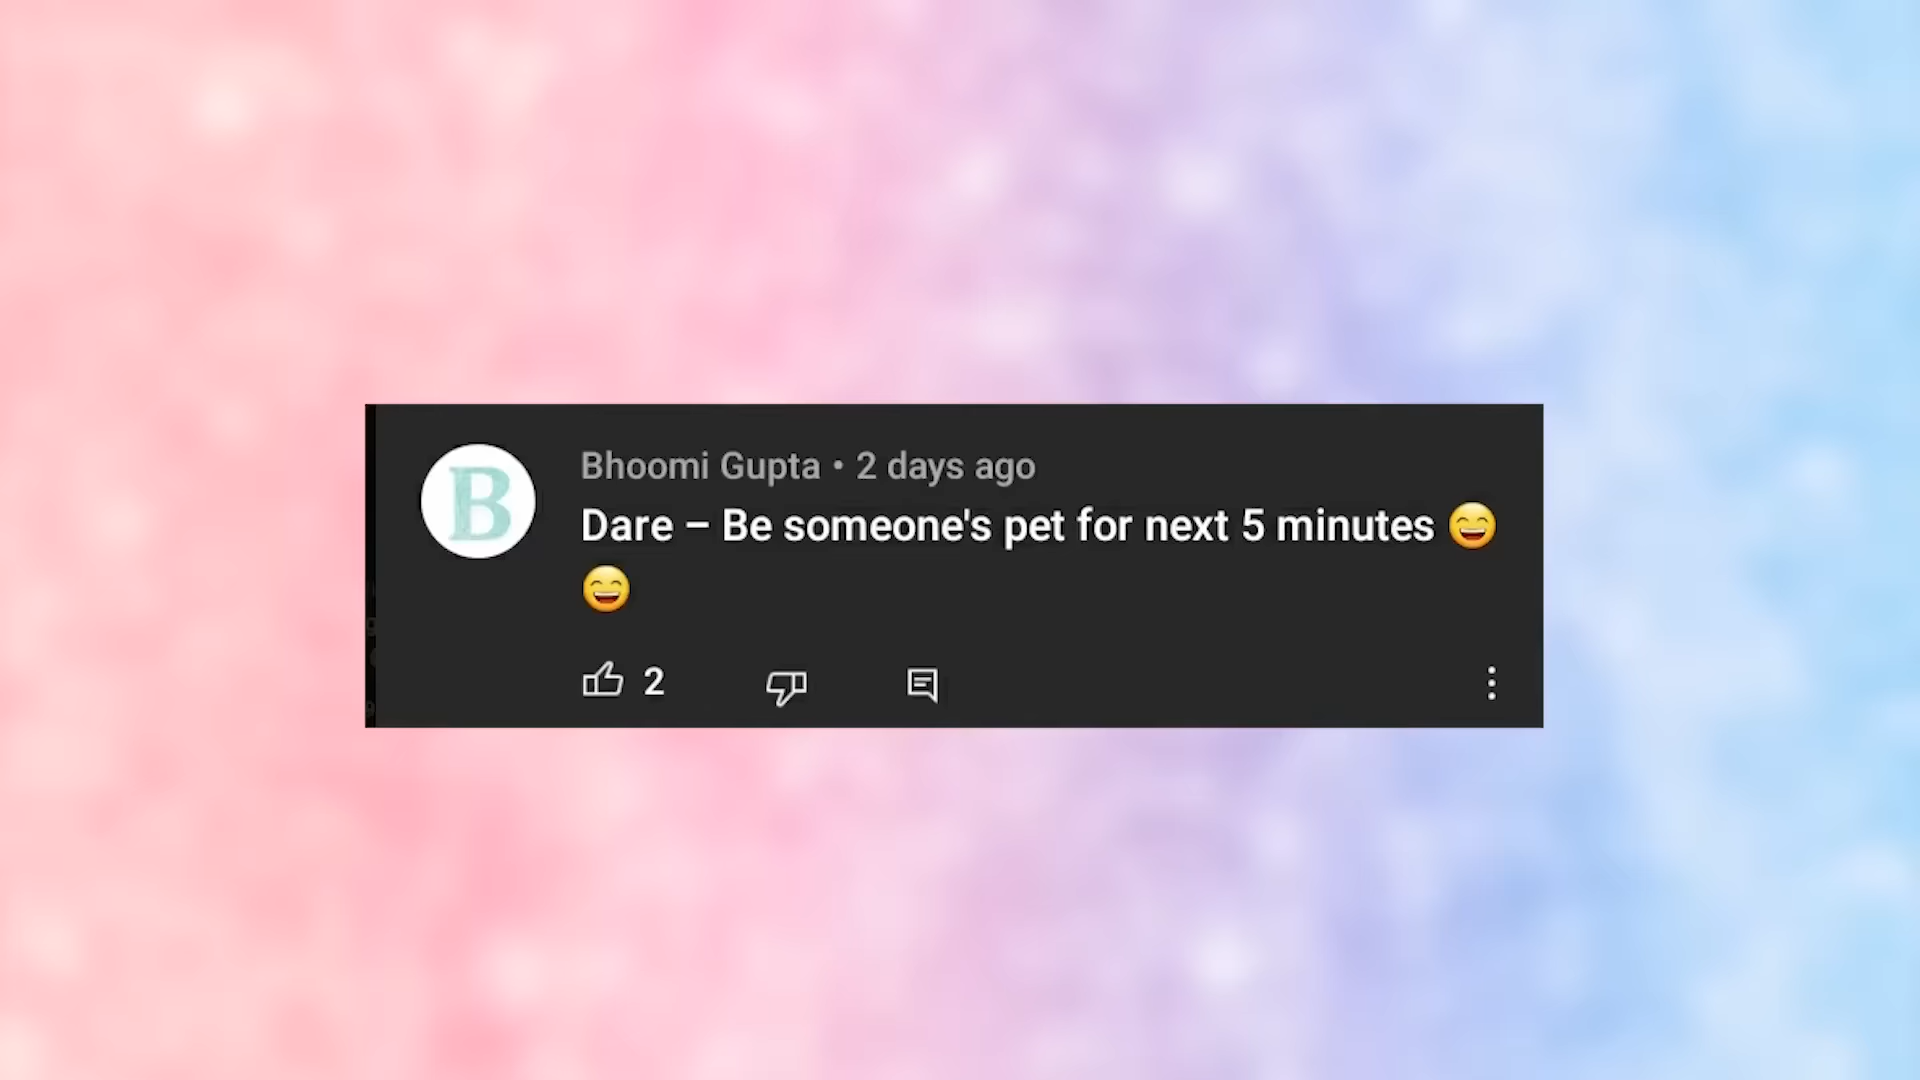 B
Bhoomi Gupta • 2 days ago
Dare – Be someone's pet for next 5 minutes 😄
😄
2